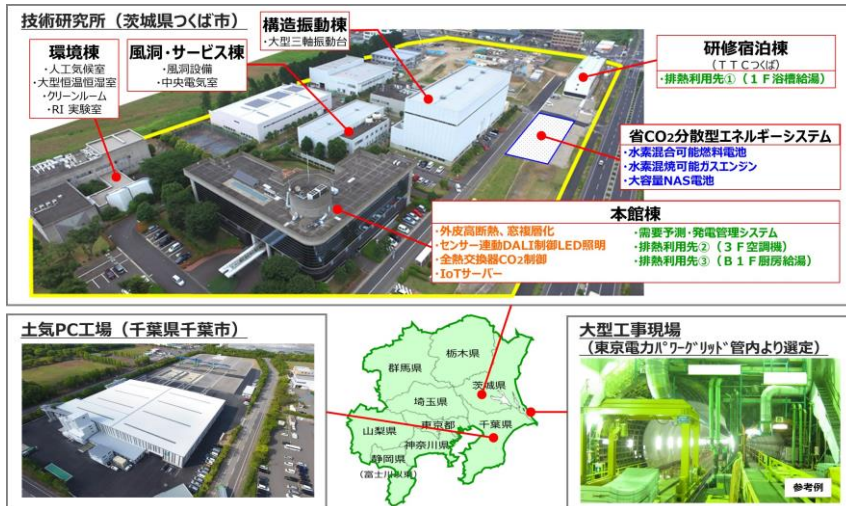 技術研究所（茨城県つくば市）
環境棟
・人工気候室
・大型恒温恒湿室
・クリーンルーム
・RI 実験室
風洞・サービス棟
・風洞設備
・中央電気室
構造振動棟
・大型三軸振動台
研修宿泊棟
（ＴＴＣつくば）
・排熱利用先①（１Ｆ浴槽給湯）
省CO2分散型エネルギーシステム
・水素混合可能燃料電池
・水素混焼可能ガスエンジン
・大容量NAS電池
本館棟
・外皮高断熱、窓複層化
・センサー連動DALI制御LED照明
・全熱交換器CO2制御
・IoTサーバー
・需要予測・発電管理システム
・排熱利用先②（３Ｆ空調機）
・排熱利用先③（Ｂ１Ｆ厨房給湯）
土気PC工場（千葉県千葉市）
栃木県
群馬県
茨城県
埼玉県
東京都
千葉県
山梨県
神奈川県
静岡県
（富士川以東）
大型工事現場
（東京電力パワーグリッド管内より選定）
参考例